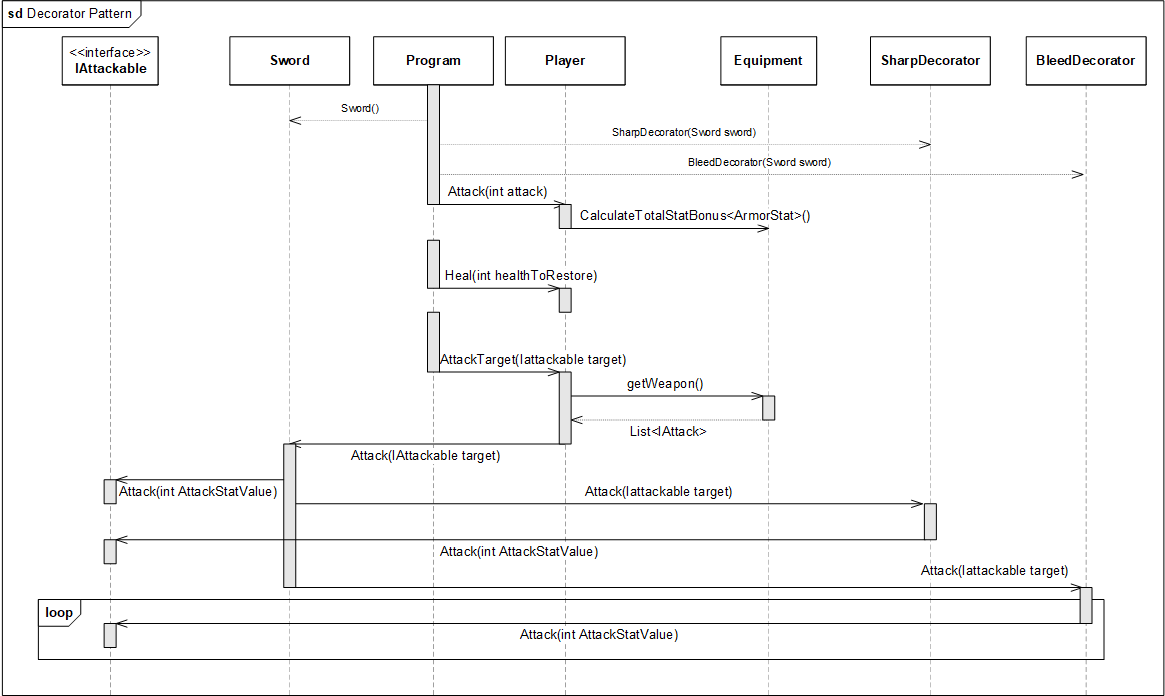 sd Decorator Pattern
<<interface>>
IAttackable
Sword
Program
Player
Equipment
SharpDecorator
BleedDecorator
Sword()
SharpDecorator(Sword sword)
BleedDecorator(Sword sword)
Attack(int attack)
CalculateTotalStatBonus<ArmorStat>()
Heal(int healthToRestore)
AttackTarget(Iattackable target)
getWeapon()
List<IAttack>
Attack(IAttackable target)
Attack(int AttackStatValue)
Attack(Iattackable target)
Attack(int AttackStatValue)
Attack(Iattackable target)
loop
Attack(int AttackStatValue)